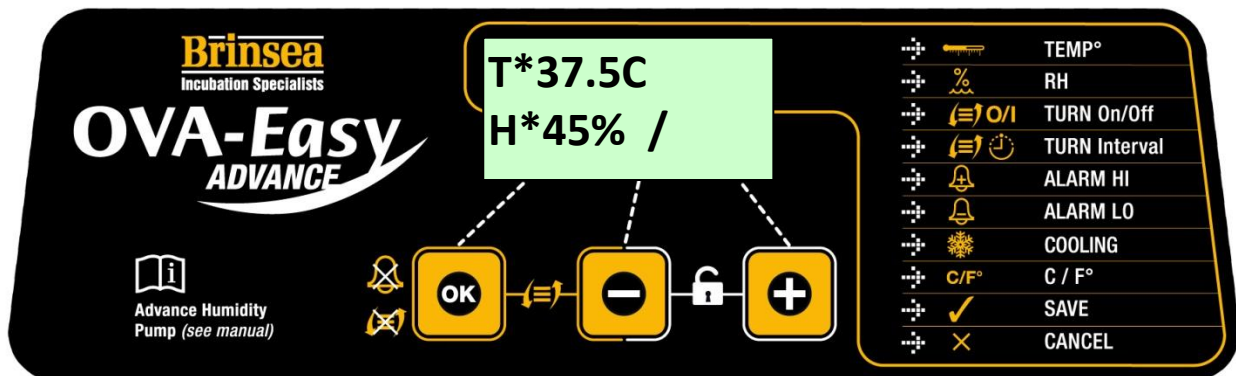 Brinsea
Incubation Specialists
OVA-Easy
ADVANCE
T*37.5C
H*45% /
i
Advance Humidity
Pump (see manual)
OK
TEMP°
% RH
O/I TURN On/Off
TURN Interval
ALARM HI
ALARM LO
COOLING
C/F° C / F°
SAVE
CANCEL